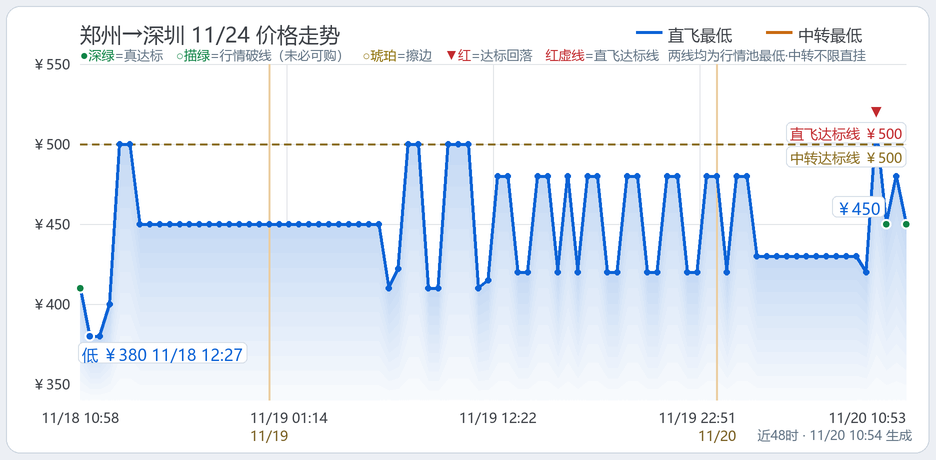 郑州→深圳 11/24 价格走势
直飞最低 中转最低
●深绿=真达标 ○描绿=行情破线（未必可购） ○琥珀=擦边 ▼红=达标回落 红虚线=直飞达标线 两线均为行情池最低·中转不限直挂
¥550
¥500
¥450
¥400
¥350
直飞达标线 ¥500
中转达标线 ¥500
¥450
低 ¥380 11/18 12:27
11/18 10:58 11/19 01:14 11/19 12:22 11/19 22:51 11/20 10:53
11/19 11/20 近48时 · 11/20 10:54 生成